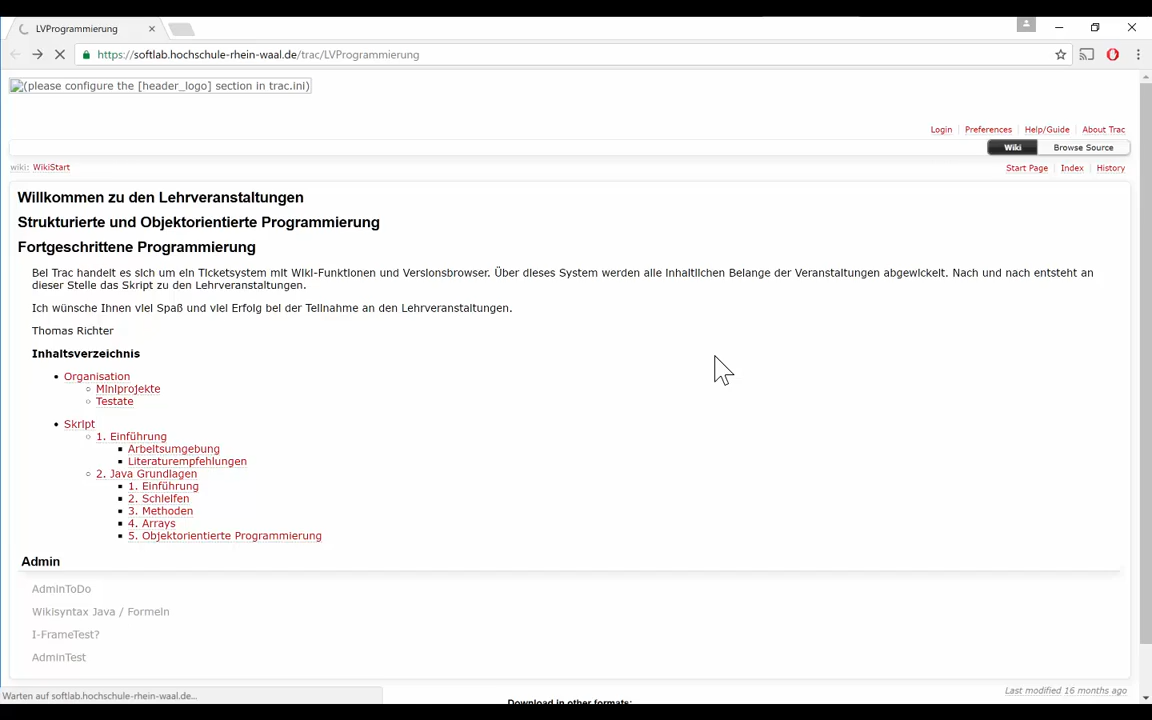 LVProgrammierung
https://softlab.hochschule-rhein-waal.de/trac/LVProgrammierung
(please configure the [header_logo] section in trac.ini)
Login Preferences Help/Guide About Trac
Wiki Browse Source
wiki: WikiStart
Start Page Index History
Willkommen zu den Lehrveranstaltungen
Strukturierte und Objektorientierte Programmierung
Fortgeschrittene Programmierung
Bei Trac handelt es sich um ein Ticketsystem mit Wiki-Funktionen und Versionsbrowser. Über dieses System werden alle inhaltlichen Belange der Veranstaltungen abgewickelt. Nach und nach entsteht an
dieser Stelle das Skript zu den Lehrveranstaltungen.
Ich wünsche Ihnen viel Spaß und viel Erfolg bei der Teilnahme an den Lehrveranstaltungen.
Thomas Richter
Inhaltsverzeichnis
Organisation
Miniprojekte
Testate
Skript
1. Einführung
Arbeitsumgebung
Literaturempfehlungen
2. Java Grundlagen
1. Einführung
2. Schleifen
3. Methoden
4. Arrays
5. Objektorientierte Programmierung
Admin
AdminToDo
Wikisyntax Java / Formeln
I-FrameTest?
AdminTest
Last modified 16 months ago
Warten auf softlab.hochschule-rhein-waal.de...
Download in other formats: